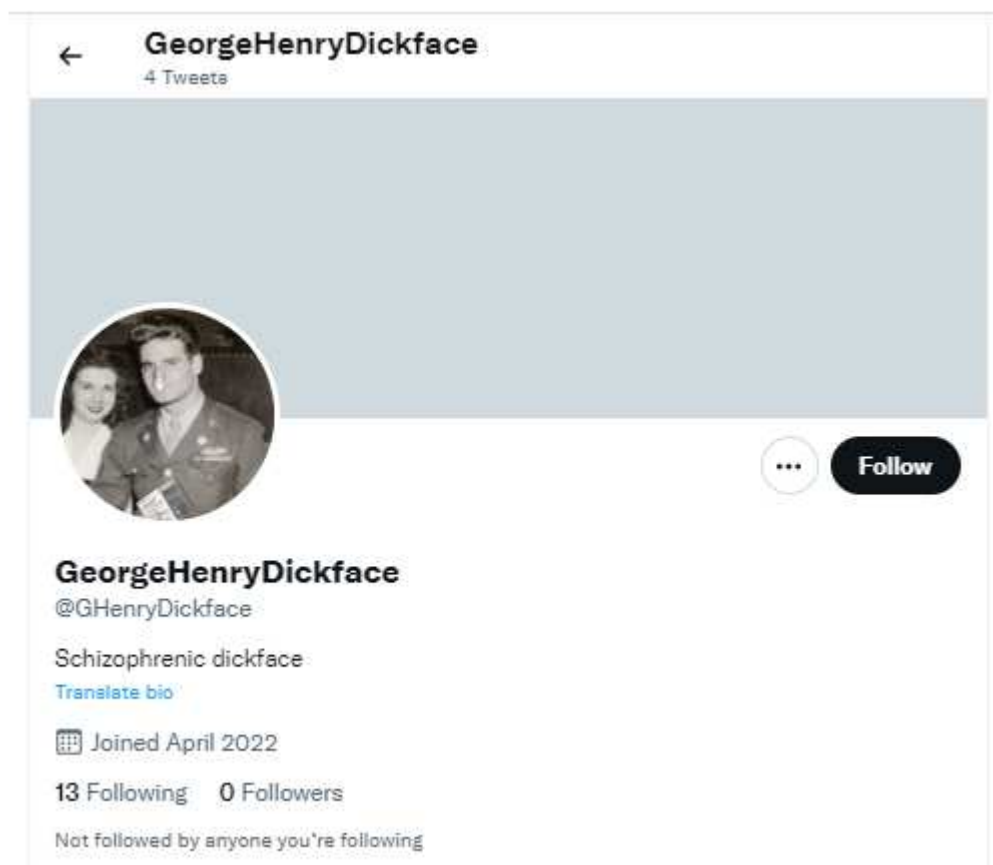 GeorgeHenryDickface
4 Tweets
Follow
GeorgeHenryDickface
@GHenryDickface
Schizophrenic dickface
Translate bio
Joined April 2022
13 Following 0 Followers
Not followed by anyone you're following